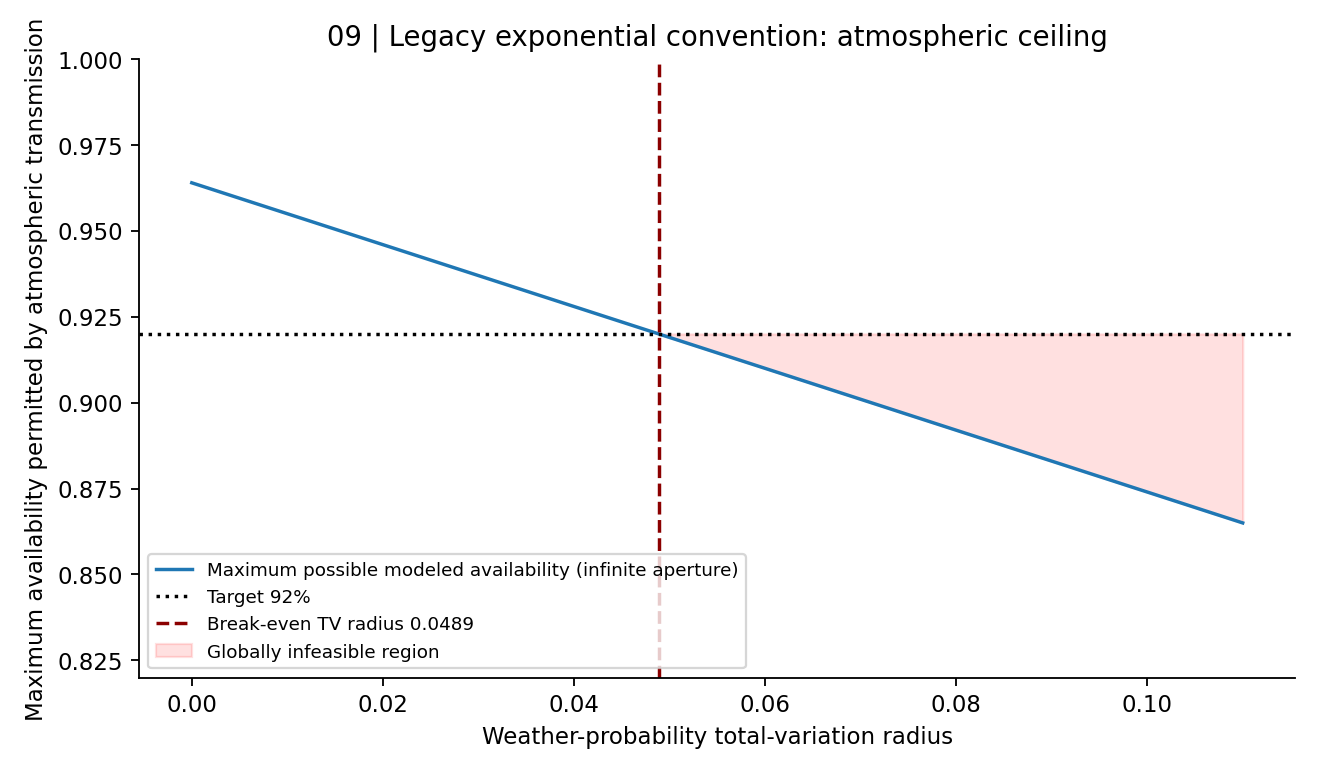 09 | Legacy exponential convention: atmospheric ceiling
Maximum availability permitted by atmospheric transmission
1.000
0.975
0.950
0.925
0.900
0.875
0.850
0.825
Maximum possible modeled availability (infinite aperture)
Target 92%
Break-even TV radius 0.0489
Globally infeasible region
0.00
0.02
0.04
0.06
0.08
0.10
Weather-probability total-variation radius